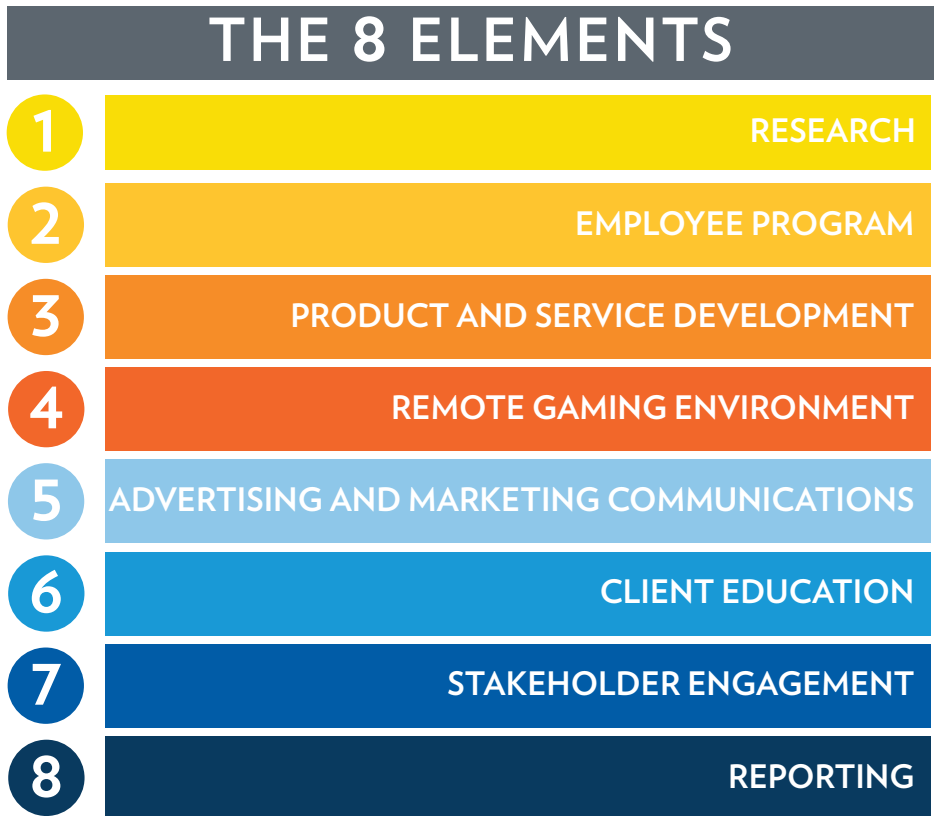 THE 8 ELEMENTS
1 RESEARCH
2 EMPLOYEE PROGRAM
3 PRODUCT AND SERVICE DEVELOPMENT
4 REMOTE GAMING ENVIRONMENT
5 ADVERTISING AND MARKETING COMMUNICATIONS
6 CLIENT EDUCATION
7 STAKEHOLDER ENGAGEMENT
8 REPORTING